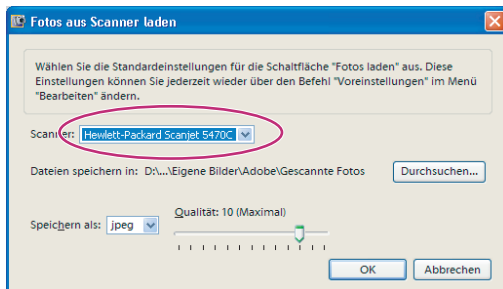 Fotos aus Scanner laden
Wählen Sie die Standardeinstellungen für die Schaltfläche "Fotos laden" aus. Diese
Einstellungen können Sie jederzeit wieder über den Befehl "Voreinstellungen" im Menü
"Bearbeiten" ändern.
Scanner: Hewlett-Packard Scanjet 5470C
Dateien speichern in: D:\...\Eigene Bilder\Adobe\Gescannte Fotos Durchsuchen...
Qualität: 10 (Maximal)
Speichern als: jpeg
OK Abbrechen